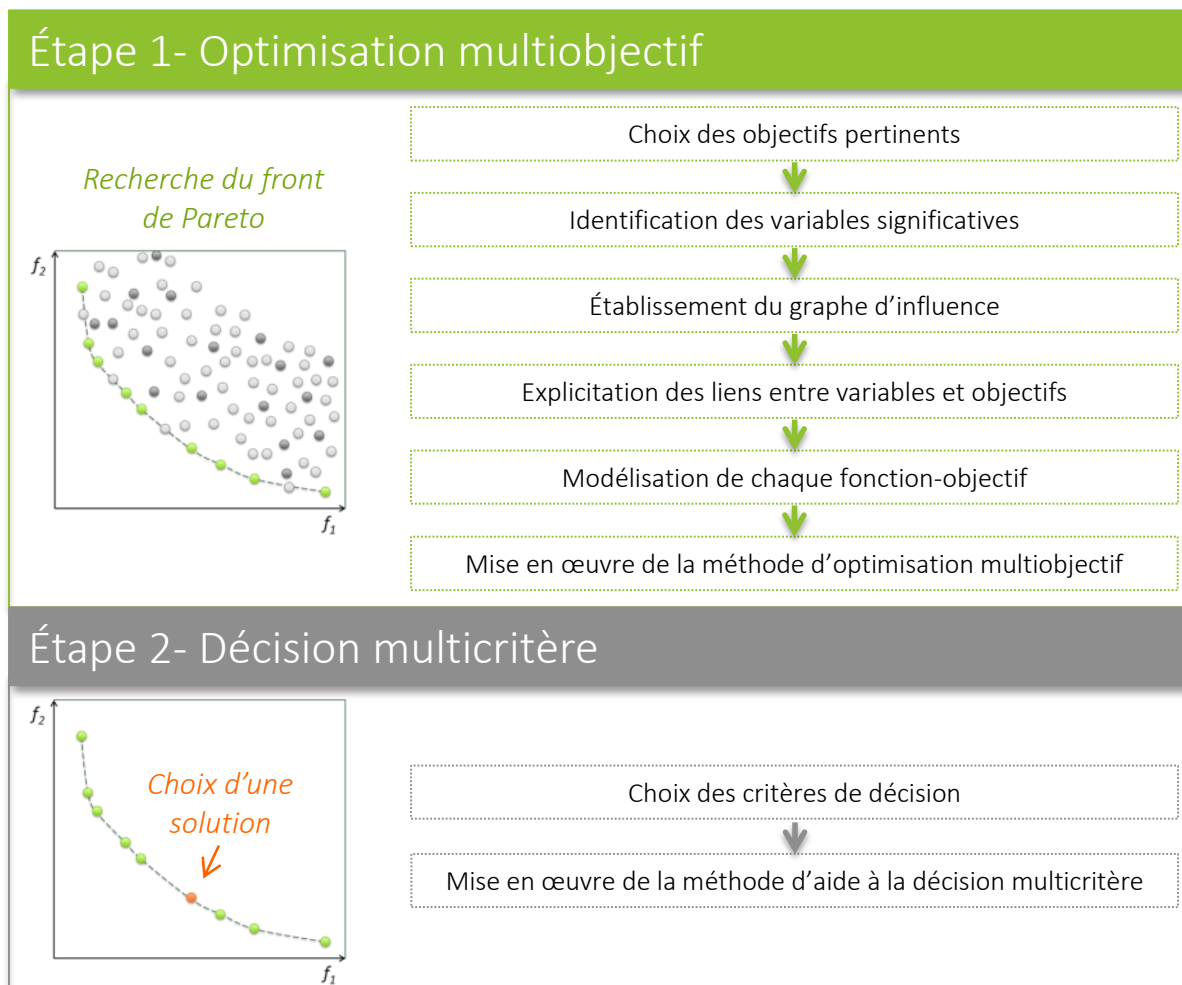 Étape 1- Optimisation multiobjectif
Recherche du front
de Pareto
f2
f1
Choix des objectifs pertinents
Identification des variables significatives
Établissement du graphe d’influence
Explicitation des liens entre variables et objectifs
Modélisation de chaque fonction-objectif
Mise en œuvre de la méthode d’optimisation multiobjectif
Étape 2- Décision multicritère
f2
Choix d’une
solution
f1
Choix des critères de décision
Mise en œuvre de la méthode d’aide à la décision multicritère